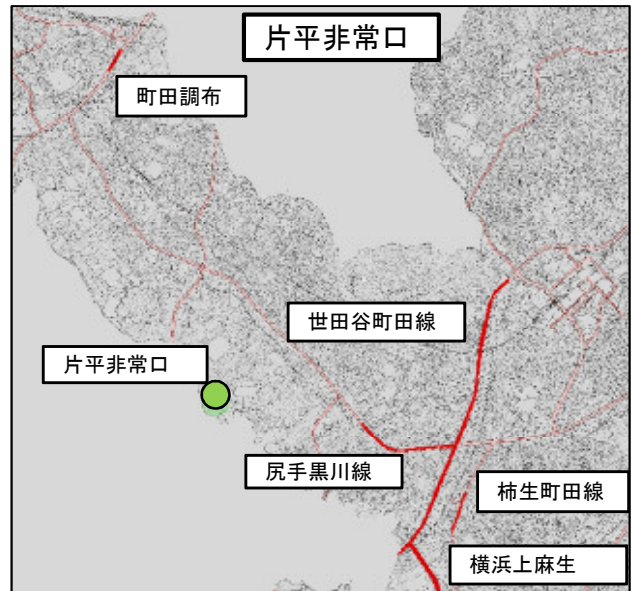 片平非常口
町田調布
世田谷町田線
片平非常口
尻手黒川線
柿生町田線
横浜上麻生